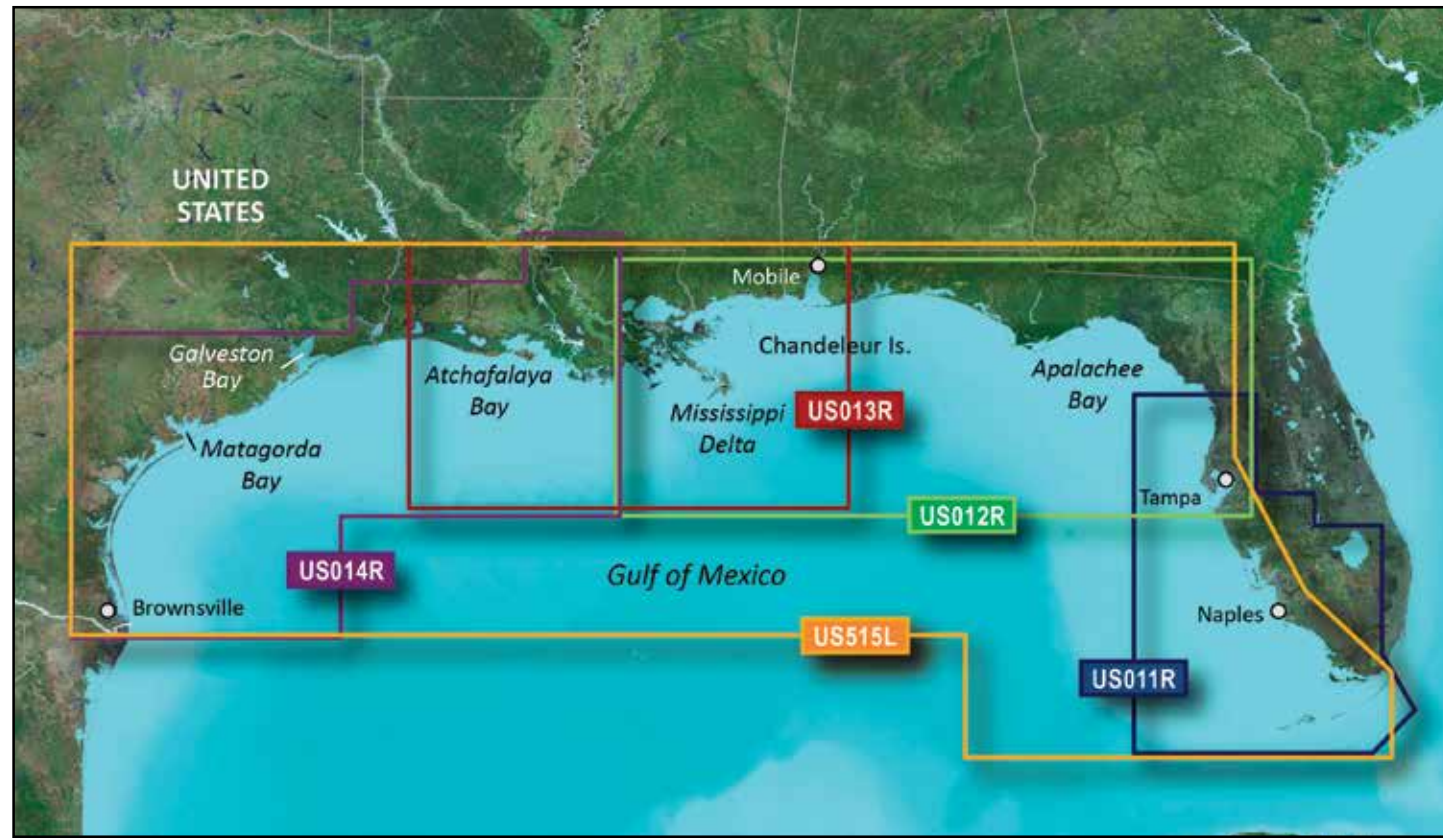 UNITED
STATES
Mobile
Galveston
Bay
Chandeleur Is.
Atchafalaya
Bay
Apalachee
Bay
Mississippi
Delta
US013R
Matagorda
Bay
Tampa
US012R
US014R
Gulf of Mexico
Brownsville
Naples
US515L
US011R